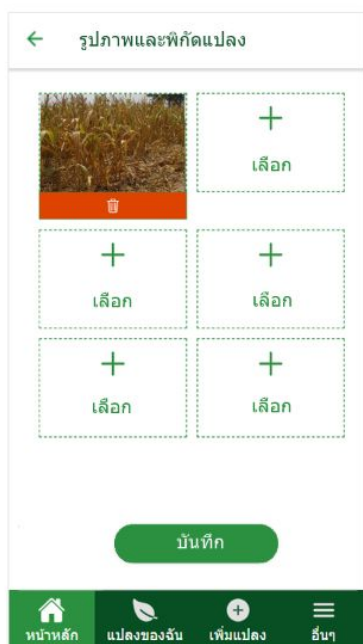 รูปภาพและพิกัดแปลง
เลือก
เลือก
เลือก
เลือก
เลือก
บันทึก
หน้าหลัก แปลงของฉัน เพิ่มแปลง อื่นๆ